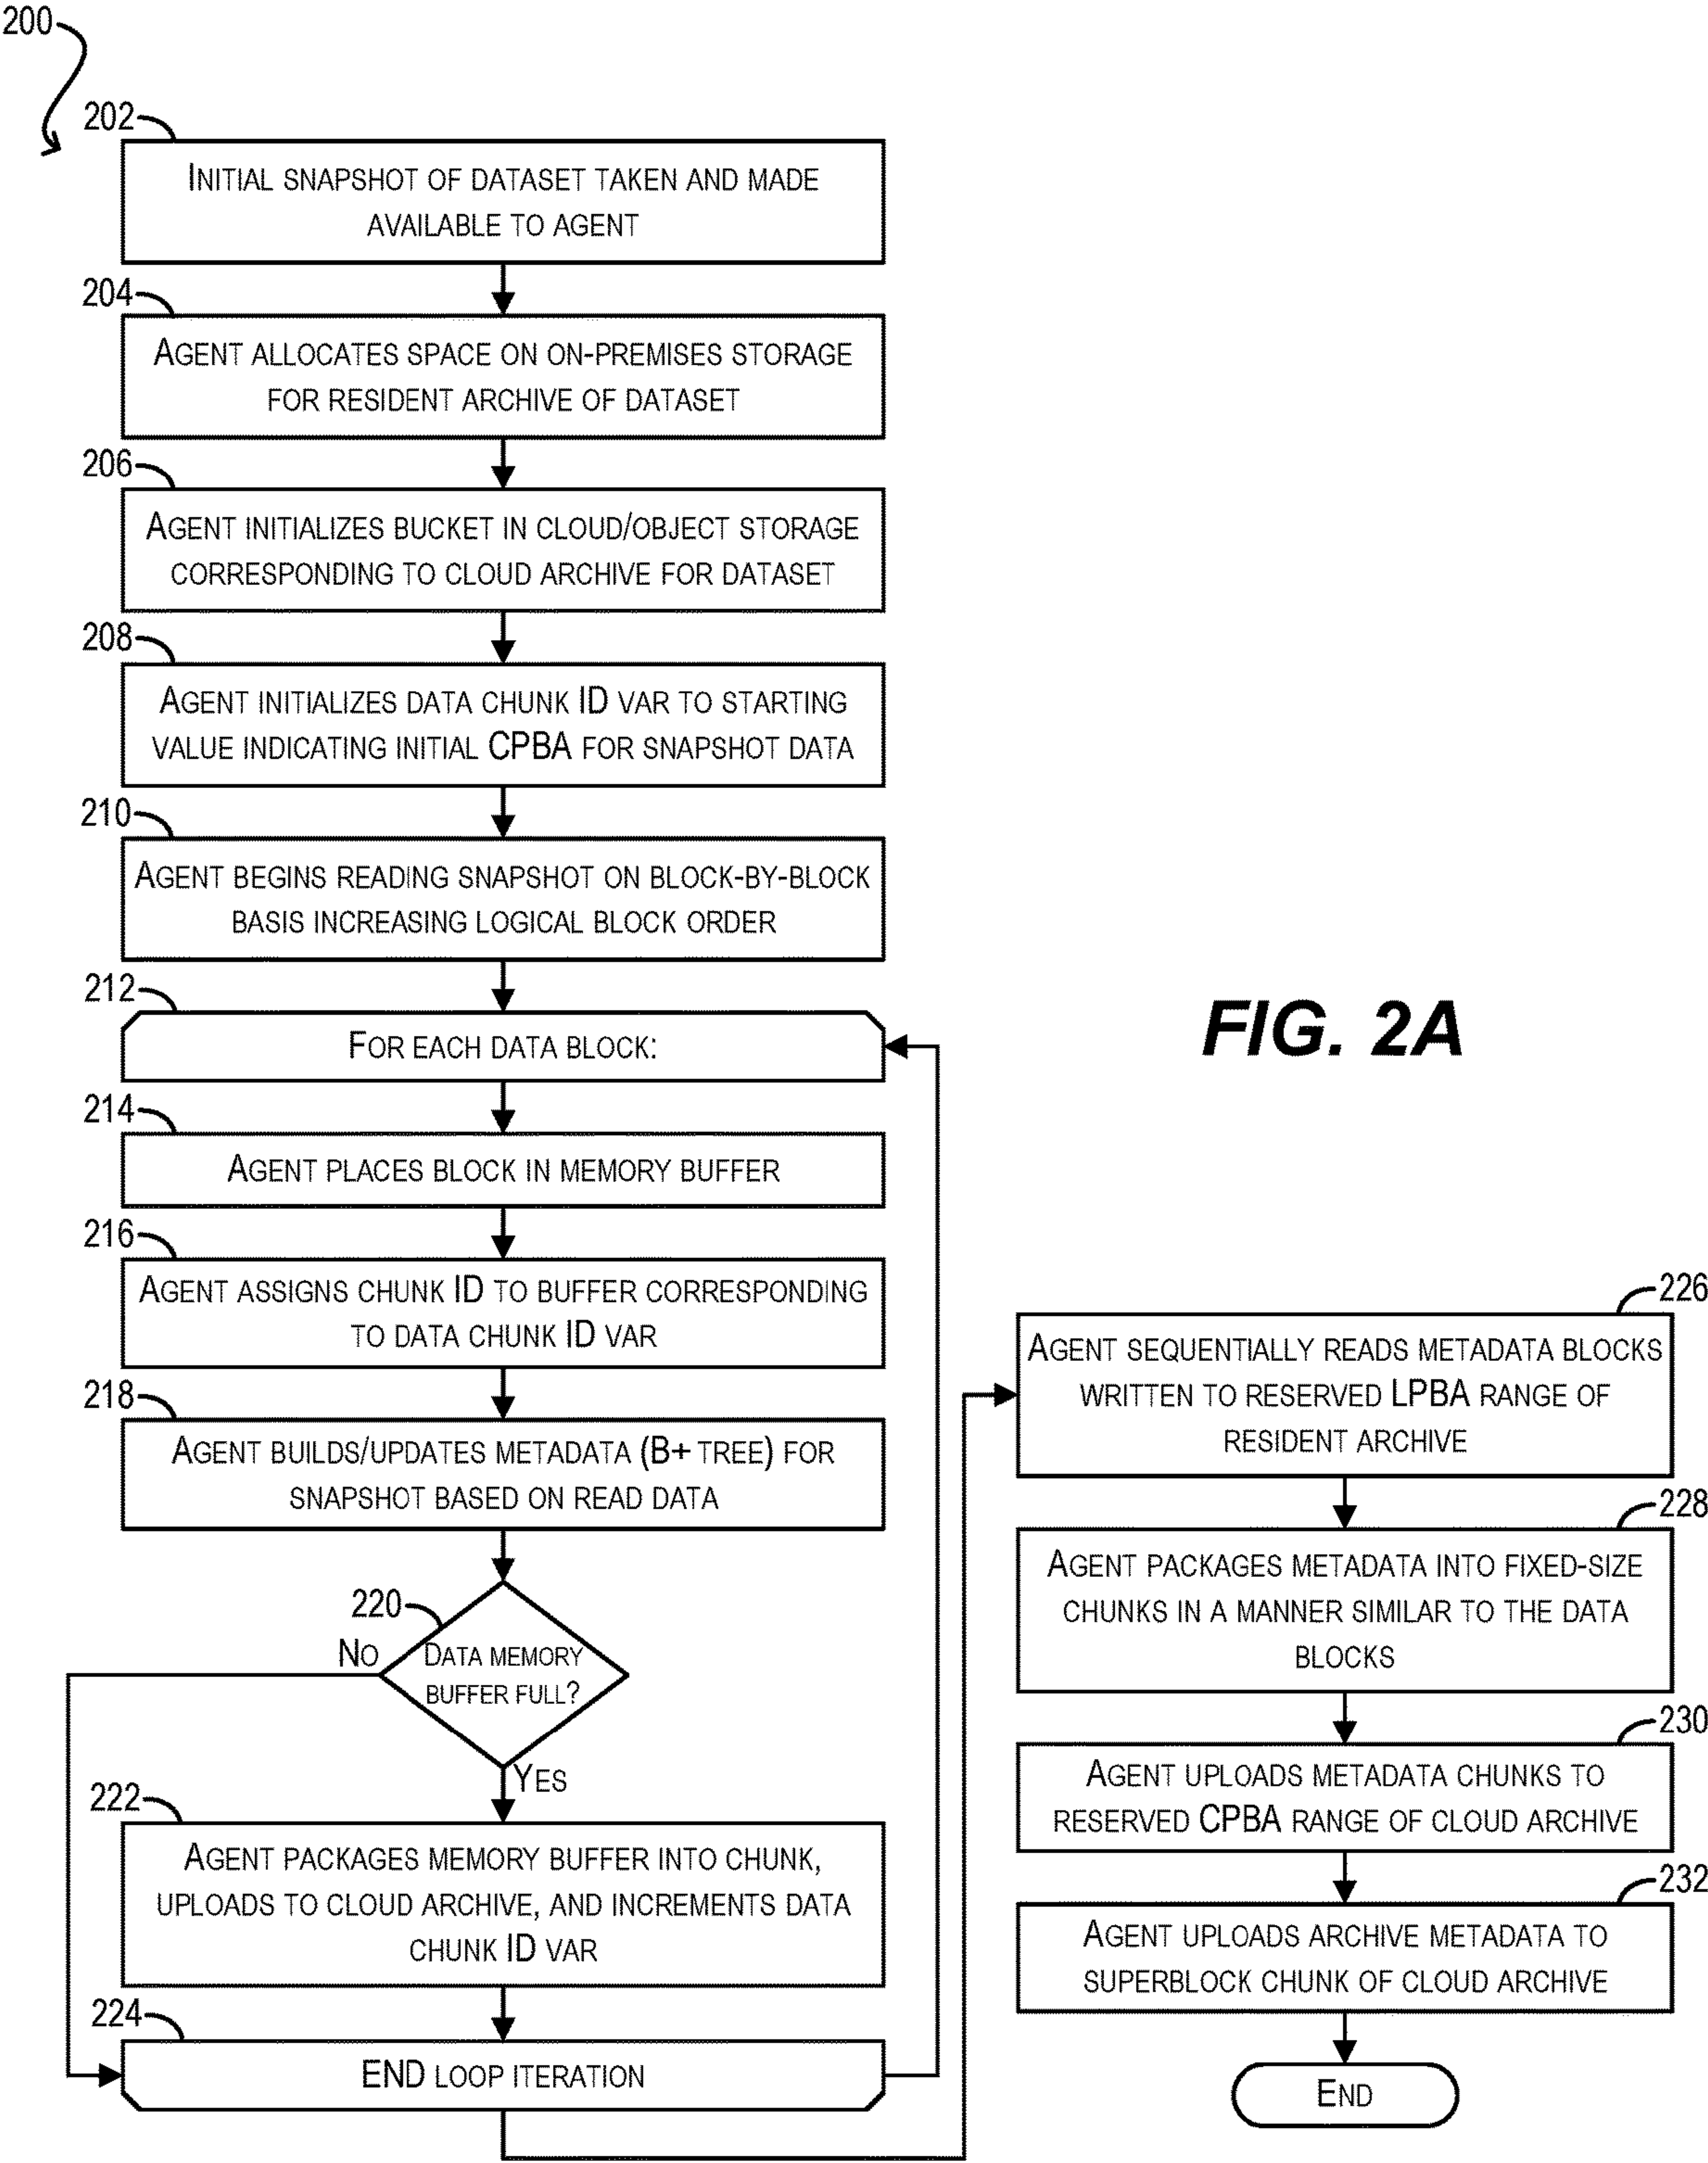 200
202
Initial snapshot of dataset taken and made
available to agent
204
Agent allocates space on on-premises storage
for resident archive of dataset
206
Agent initializes bucket in cloud/object storage
corresponding to cloud archive for dataset
208
Agent initializes data chunk ID var to starting
value indicating initial CPBA for snapshot data
210
Agent begins reading snapshot on block-by-block
basis increasing logical block order
212
For each data block:
214
Agent places block in memory buffer
216
Agent assigns chunk ID to buffer corresponding
to data chunk ID var
218
Agent builds/updates metadata (B+ tree) for
snapshot based on read data
220
No
Data memory
buffer full?
Yes
222
Agent packages memory buffer into chunk,
uploads to cloud archive, and increments data
chunk ID var
224
END loop iteration
FIG. 2A
226
Agent sequentially reads metadata blocks
written to reserved LPBA range of
resident archive
228
Agent packages metadata into fixed-size
chunks in a manner similar to the data
blocks
230
Agent uploads metadata chunks to
reserved CPBA range of cloud archive
232
Agent uploads archive metadata to
superblock chunk of cloud archive
End